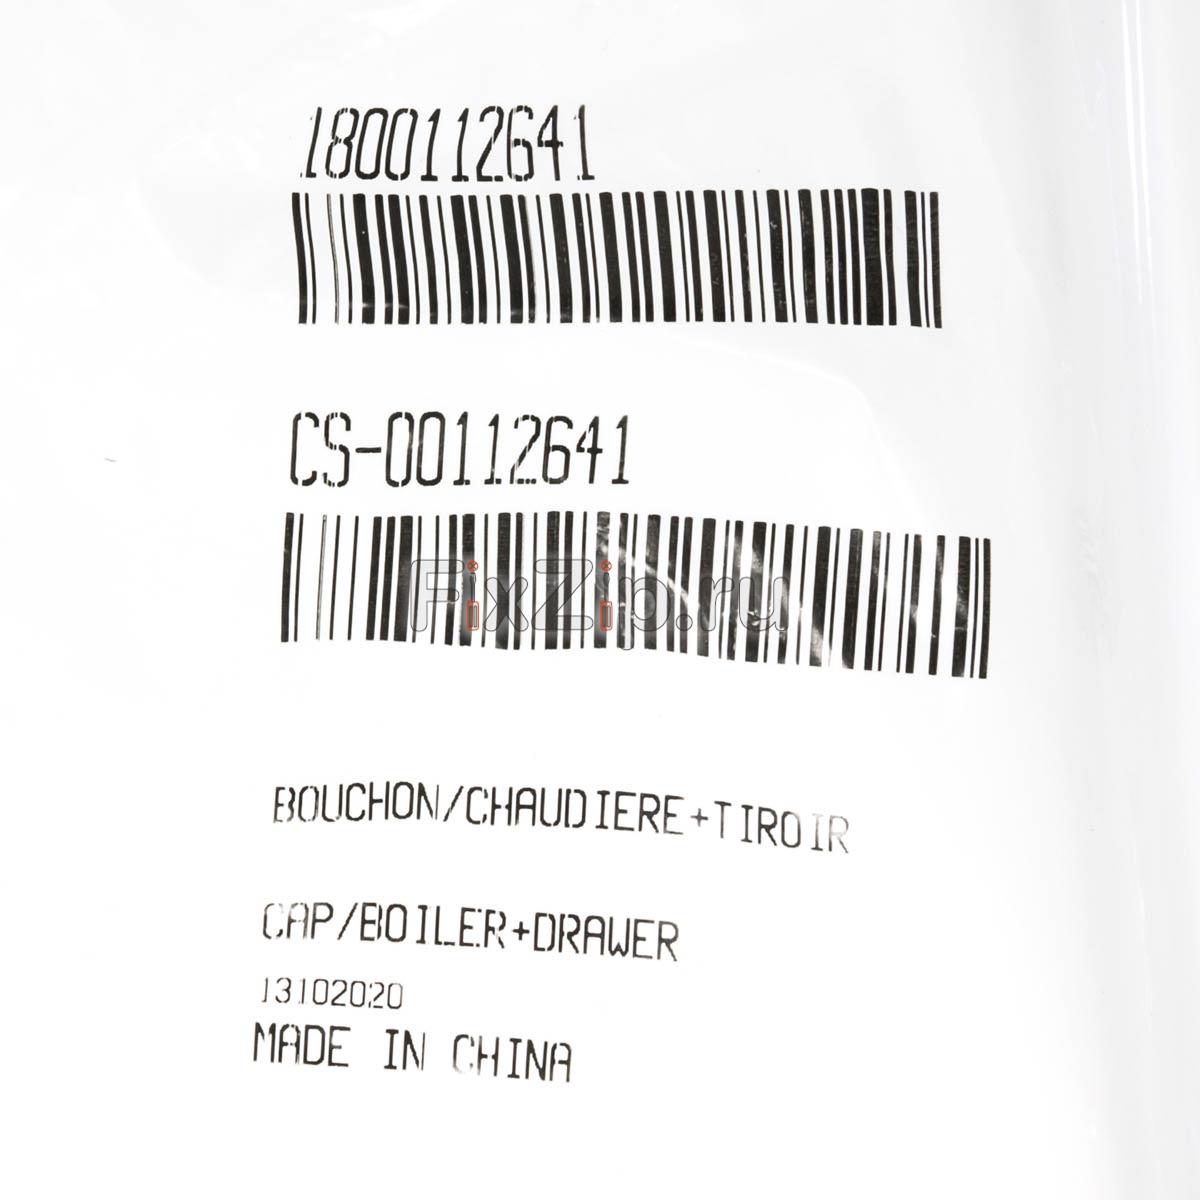 1800112641
CS-00112641
FixZip.ru
BOUCHON/CHAUDIERE+TIROIR
CAP/BOILER+DRAWER
13102020
MADE IN CHINA